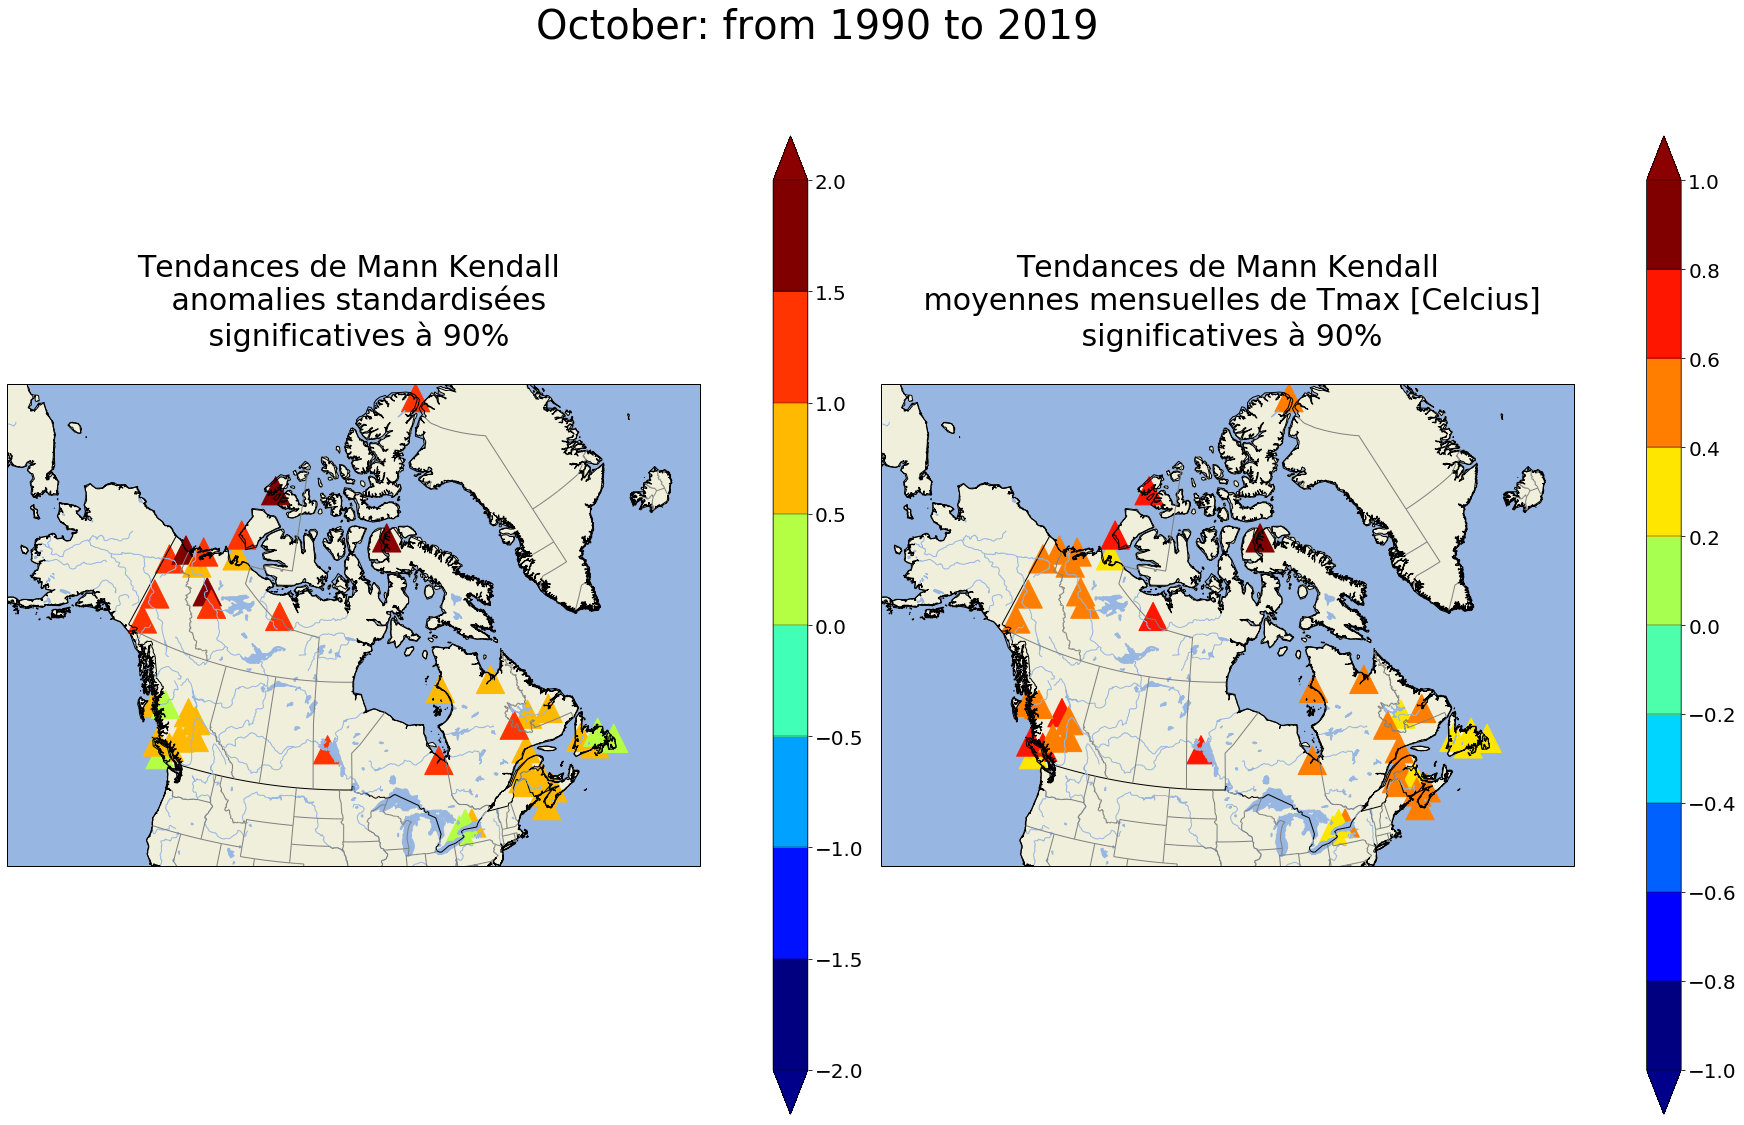 October: from 1990 to 2019
Tendances de Mann Kendall
anomalies standardisées
significatives à 90%
2.0
1.5
1.0
0.5
0.0
−0.5
−1.0
−1.5
−2.0
Tendances de Mann Kendall
moyennes mensuelles de Tmax [Celcius]
significatives à 90%
1.0
0.8
0.6
0.4
0.2
0.0
−0.2
−0.4
−0.6
−0.8
−1.0